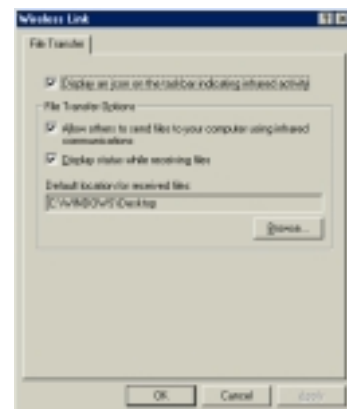 Wireless Link
File Transfer
Display an icon on the taskbar indicating infrared activity
File Transfer Options
Allow others to send files to your computer using infrared
communications
Display status while receiving files
Default location for received files:
C:\WINDOWS\Desktop
Browse...
OK Cancel Apply